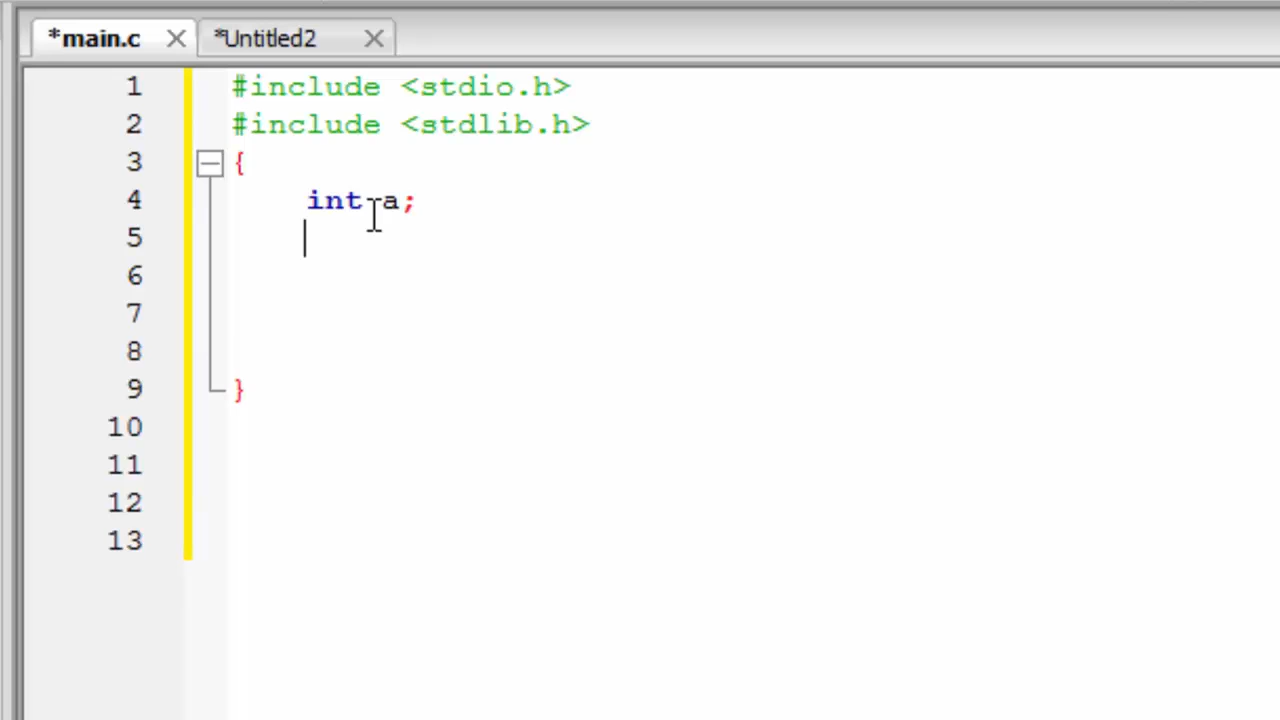 *main.c
*Untitled2
1 #include <stdio.h>
2 #include <stdlib.h>
3 {
4 int a;
5
6
7
8
9 }
10
11
12
13